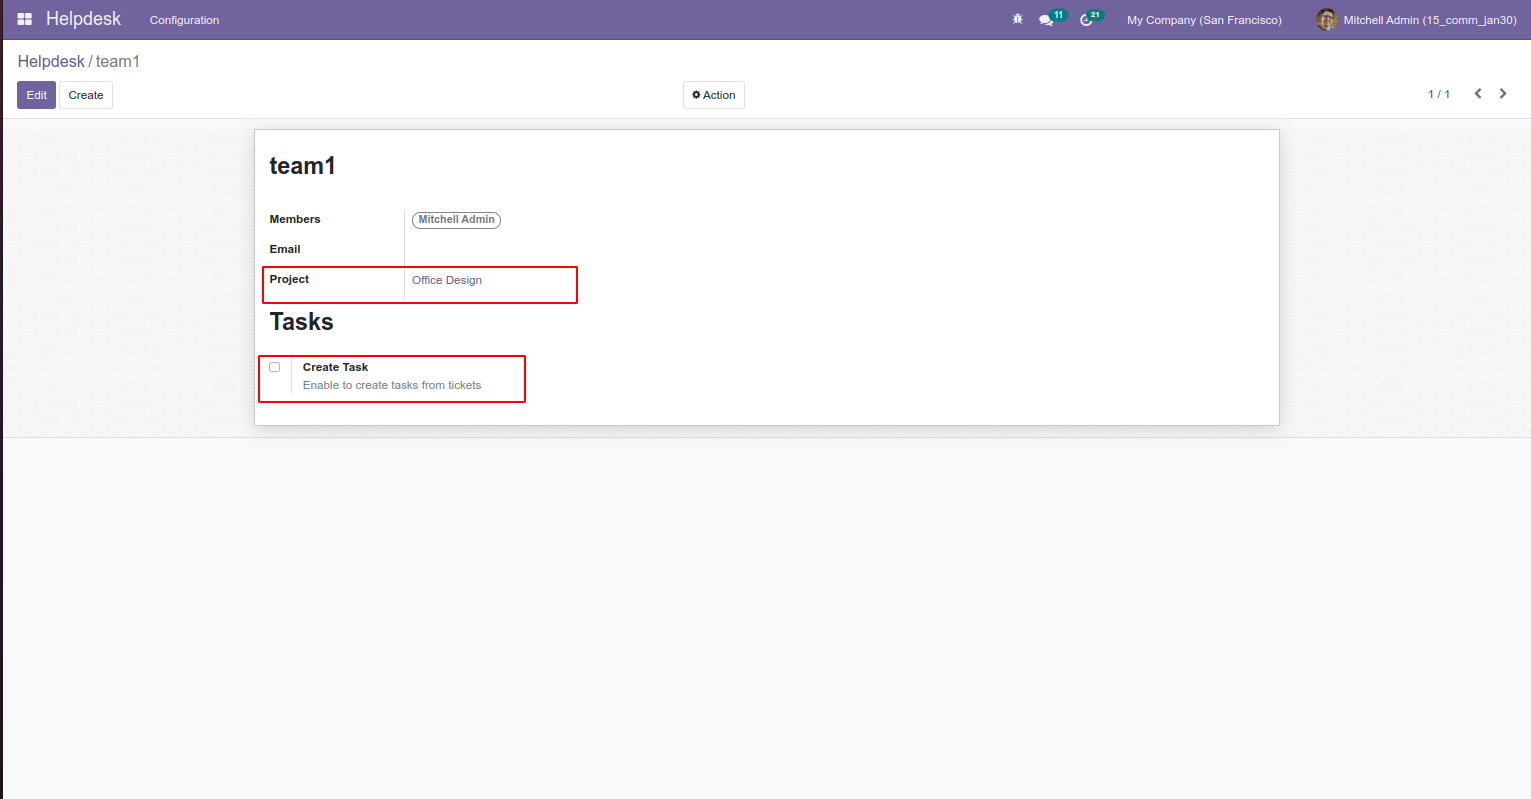 Helpdesk Configuration 11 21 My Company (San Francisco) Mitchell Admin (15_comm_jan30)
Helpdesk / team1
Edit Create Action 1 / 1
team1
Members Mitchell Admin
Email
Project Office Design
Tasks
Create Task
Enable to create tasks from tickets